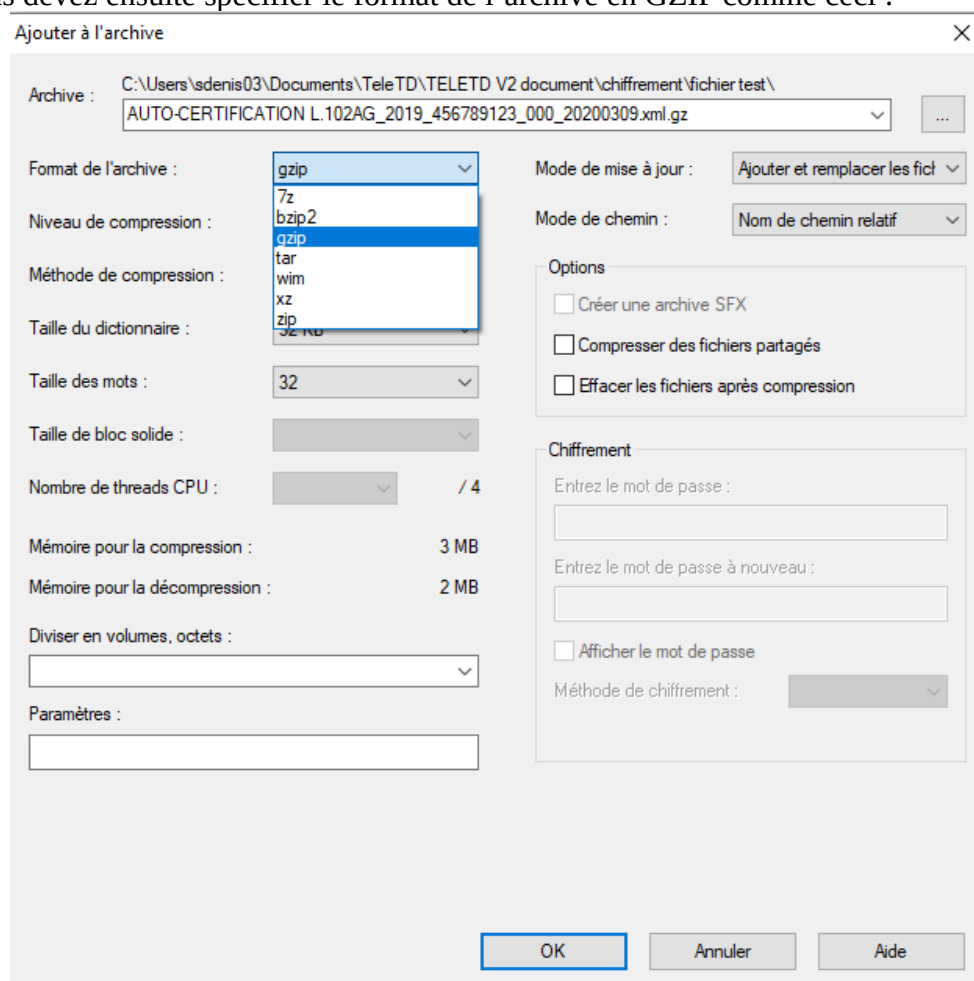 s devez ensuite spécifier le format de l'archive en GZIP comme ceci :
Ajouter à l'archive
Archive :
C:\Users\sdenis03\Documents\TeleTD\TELETD V2 document\chiffrement\fichier test\
AUTO-CERTIFICATION L.102AG_2019_456789123_000_20200309.xml.gz
...
Format de l'archive :
gzip
7z
bzip2
gzip
tar
wim
xz
zip
Niveau de compression :
Méthode de compression :
Taille du dictionnaire :
32 KB
Taille des mots :
32
Taille de bloc solide :
Nombre de threads CPU :
/ 4
Mémoire pour la compression :
3 MB
Mémoire pour la décompression :
2 MB
Diviser en volumes, octets :
Paramètres :
Mode de mise à jour :
Ajouter et remplacer les fich
Mode de chemin :
Nom de chemin relatif
Options
Créer une archive SFX
Compresser des fichiers partagés
Effacer les fichiers après compression
Chiffrement
Entrez le mot de passe :
Entrez le mot de passe à nouveau :
Afficher le mot de passe
Méthode de chiffrement :
OK
Annuler
Aide